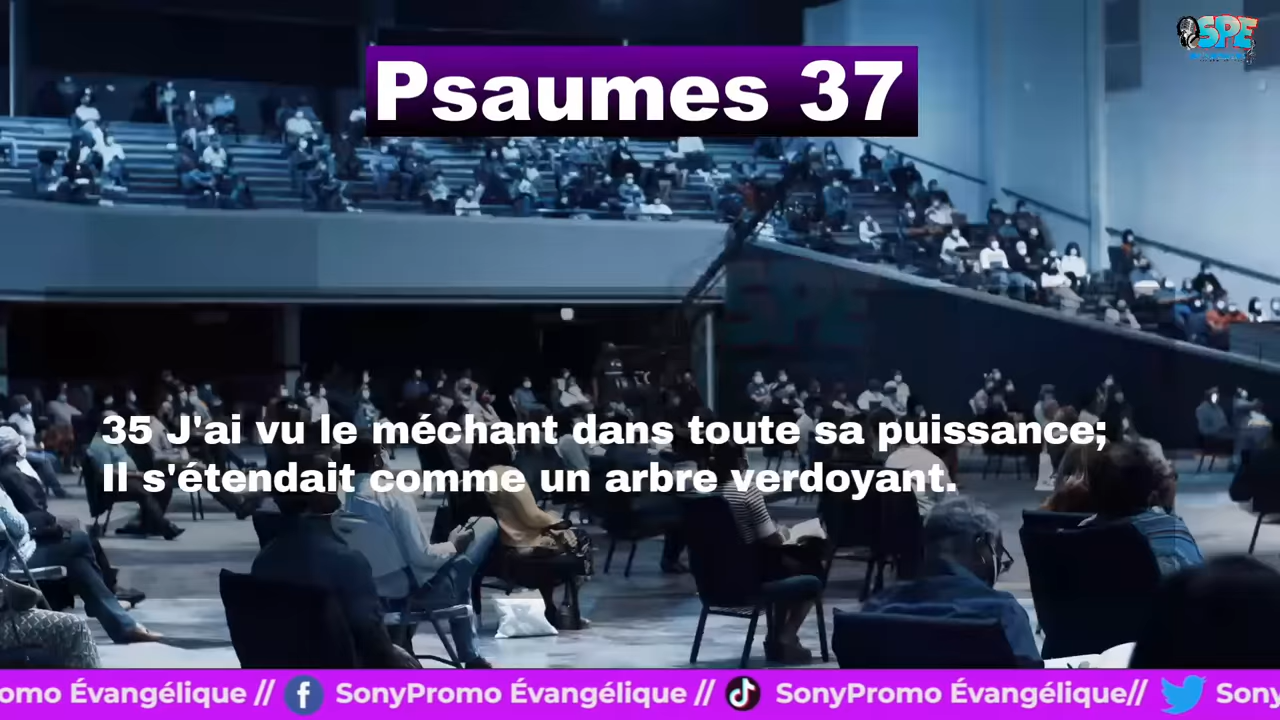 SPE
Psaumes 37
35 J'ai vu le méchant dans toute sa puissance;
Il s'étendait comme un arbre verdoyant.
omo Évangélique // SonyPromo Évangélique // SonyPromo Évangélique// Sony